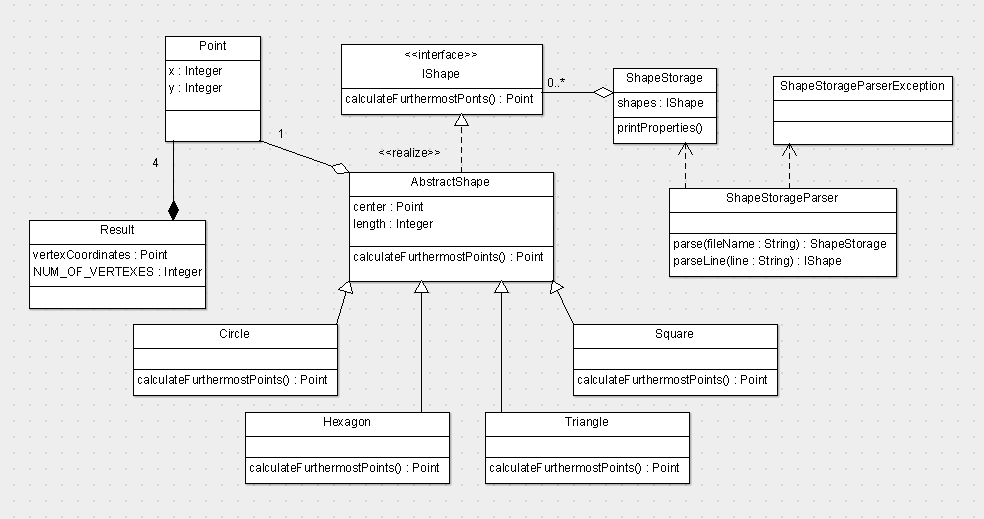 Point
x : Integer
y : Integer
<<interface>>
IShape
calculateFurthermostPonts() : Point
0..*
ShapeStorage
shapes : IShape
printProperties()
ShapeStorageParserException
1
4
<<realize>>
AbstractShape
center : Point
length : Integer
calculateFurthermostPoints() : Point
ShapeStorageParser
parse(fileName : String) : ShapeStorage
parseLine(line : String) : IShape
Result
vertexCoordinates : Point
NUM_OF_VERTEXES : Integer
Circle
calculateFurthermostPoints() : Point
Square
calculateFurthermostPoints() : Point
Hexagon
calculateFurthermostPoints() : Point
Triangle
calculateFurthermostPoints() : Point